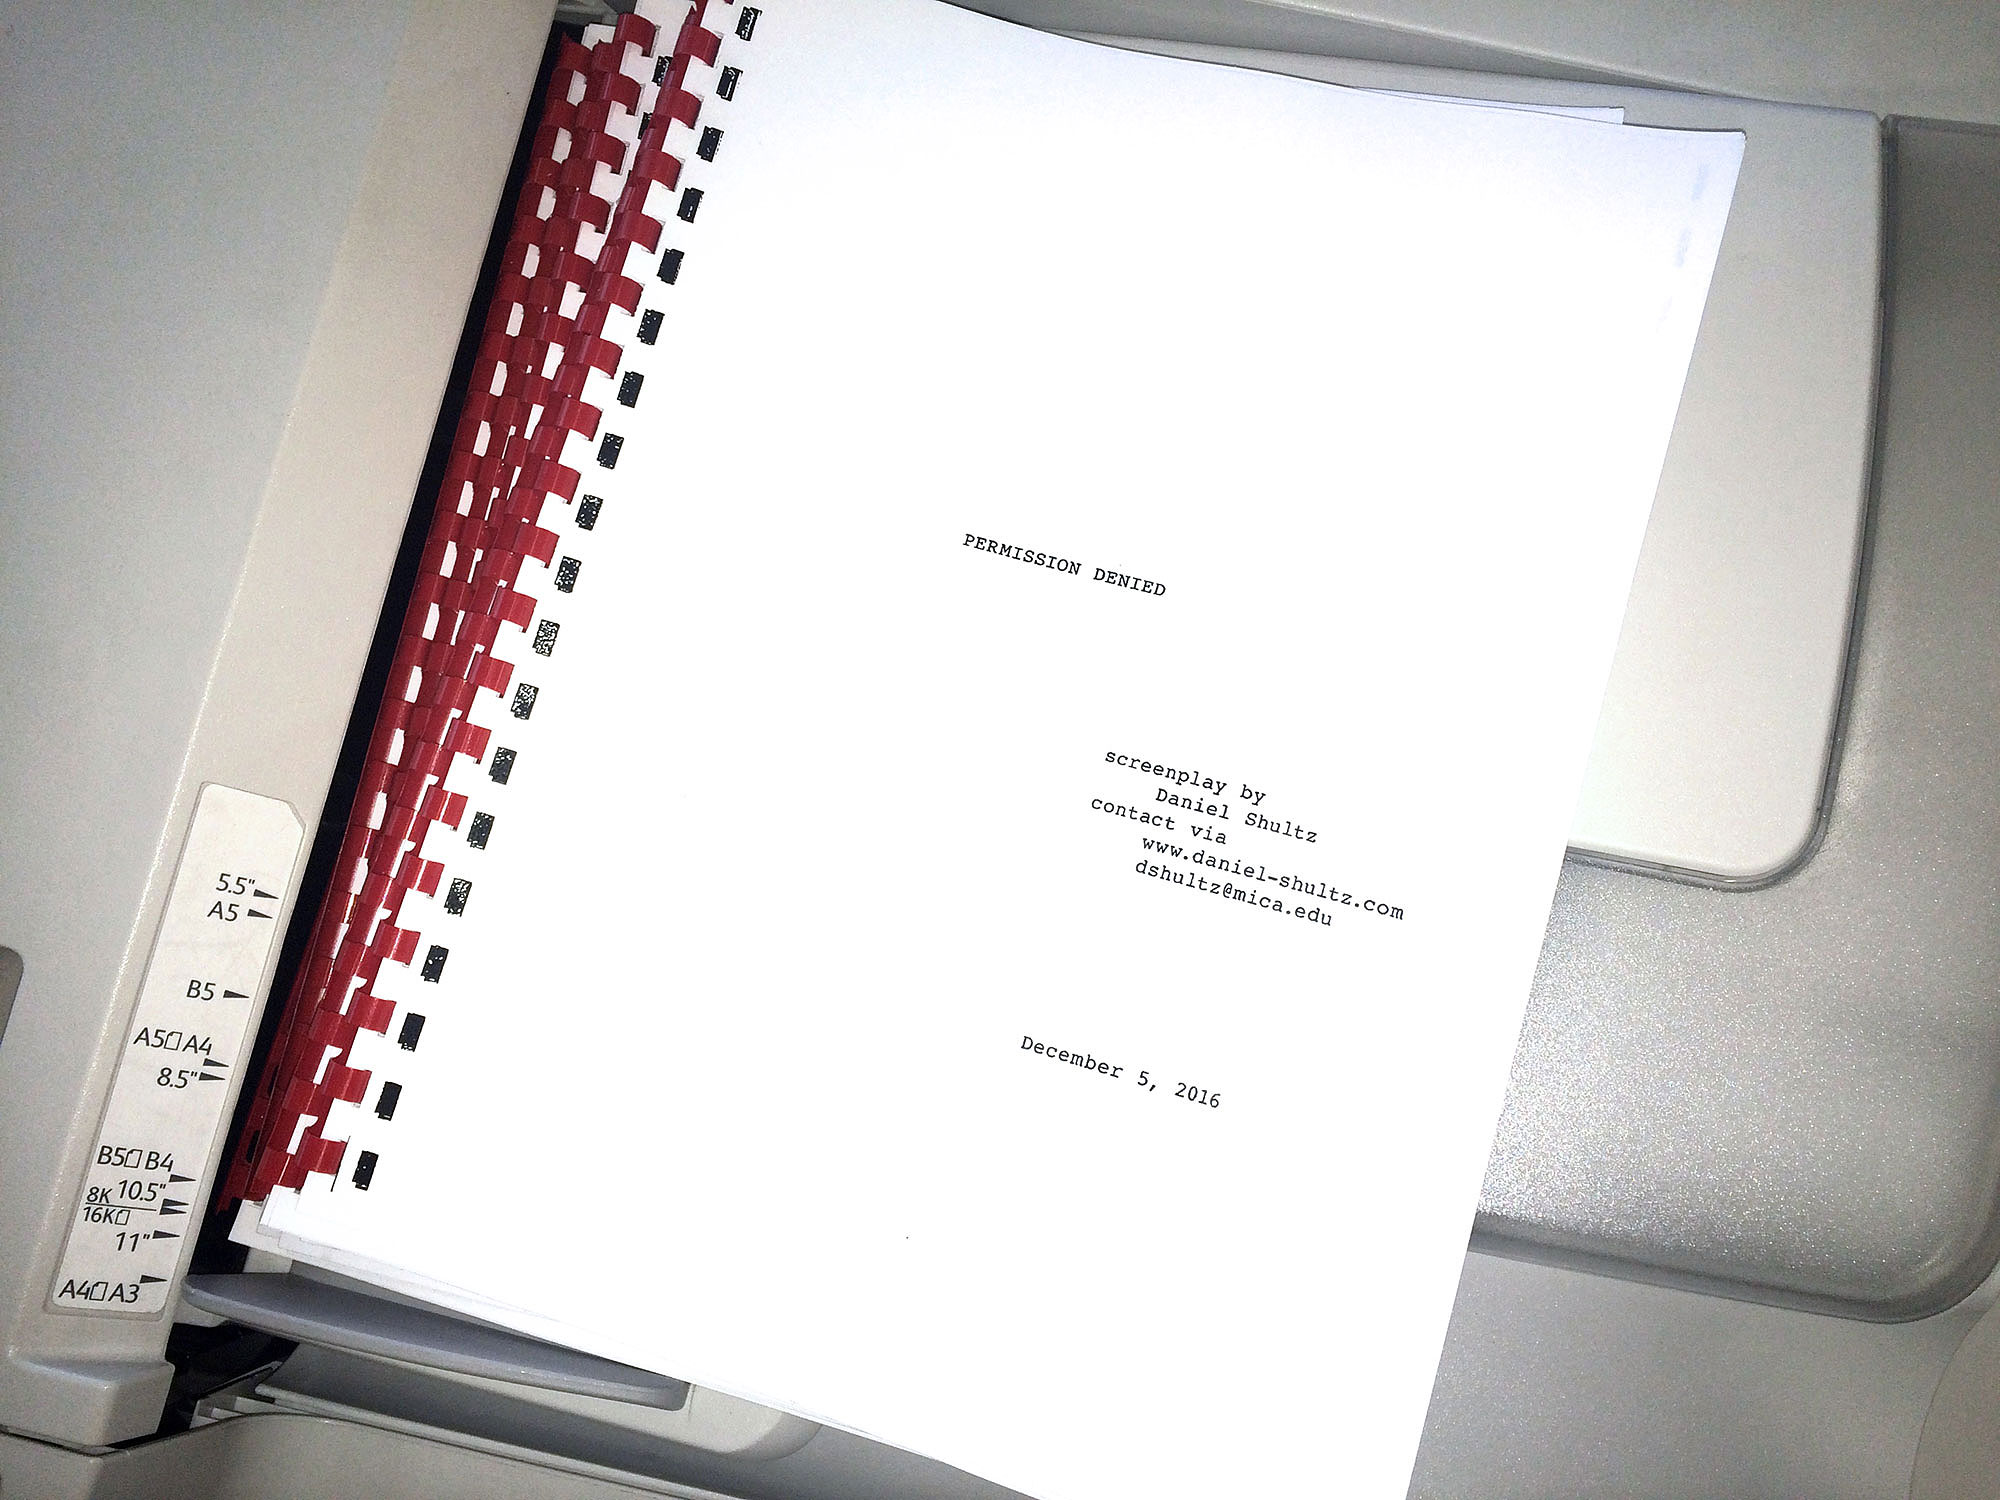 PERMISSION DENIED
screenplay by
Daniel Shultz
contact via
www.daniel-shultz.com
dshultz@mica.edu
December 5, 2016
5.5"
A5
B5
A5 A4
8.5"
B5 B4
8K 10.5"
16K
11"
A4 A3